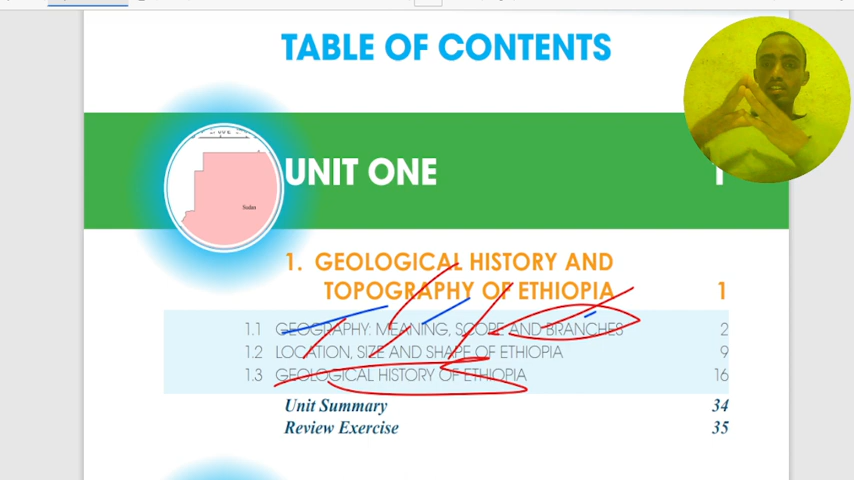 TABLE OF CONTENTS
UNIT ONE 1
Sudan
1. GEOLOGICAL HISTORY AND
TOPOGRAPHY OF ETHIOPIA 1
1.1 GEOGRAPHY: MEANING, SCOPE AND BRANCHES 2
1.2 LOCATION, SIZE AND SHAPE OF ETHIOPIA 9
1.3 GEOLOGICAL HISTORY OF ETHIOPIA 16
Unit Summary 34
Review Exercise 35